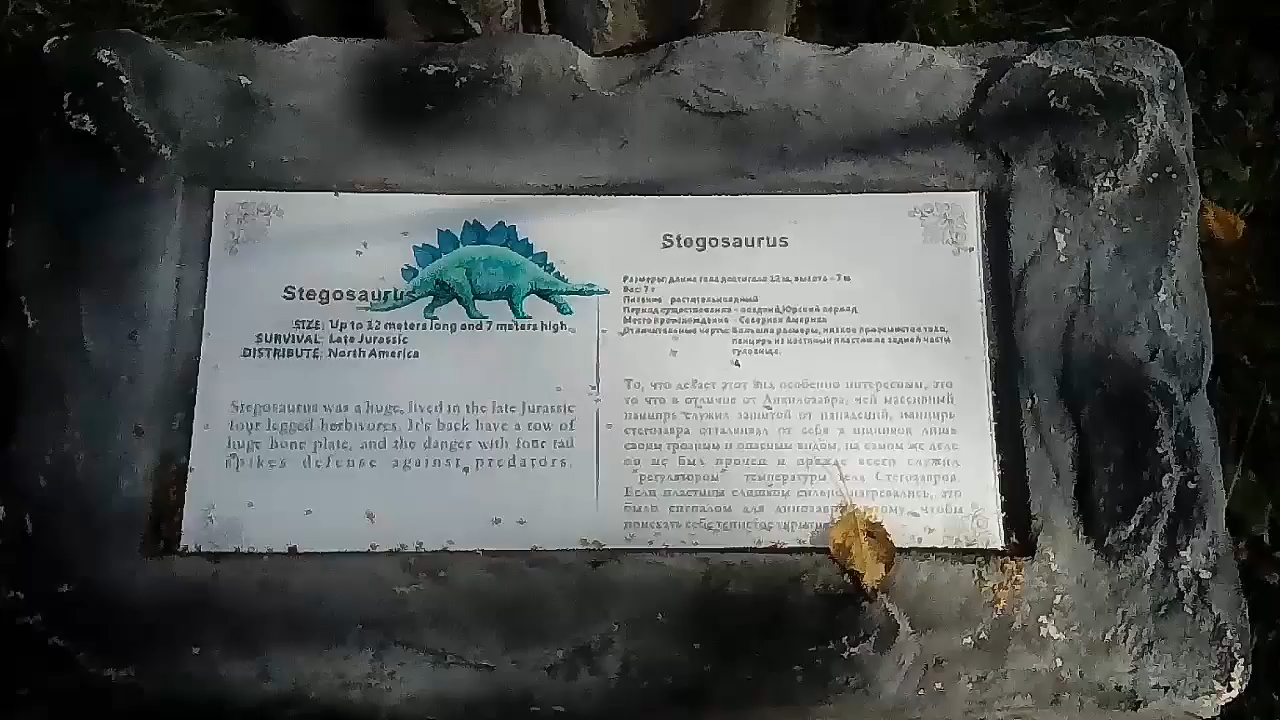 Stegosaurus
SIZE: Up to 12 meters long and 7 meters high
SURVIVAL: Late Jurassic
DISTRIBUTE: North America
Stegosaurus was a huge, lived in the late Jurassic
four legged herbivores. It's back have a row of
huge bone plate, and the danger with four tail
spikes defense against predators.
Stegosaurus
Размеры: длина тела достигала 12 м, высота - 7 м
Вес: 7 т
Питание растительноядный
Период существования - поздний Юрский период
Место происхождения - Северная Америка
Отличительные черты: Большие размеры, низкое тело,
панцирь из костяных пластин на задней части
туловища.
То, что делает этот вид особенно интересным, это
то что в отличие от Анкилозавра, чей массивный
панцирь служил защитой от нападений, панцирь
стегозавра отталкивал от себя хищников лишь
своим грозным и опасным видом, на самом же деле
он не был прочен и прежде всего служил
"регулятором" температуры тела Стегозавров.
Если пластины слишком сильно нагревались, это
было сигналом для динозавра, чтобы
поискать себе тенистое укрытие